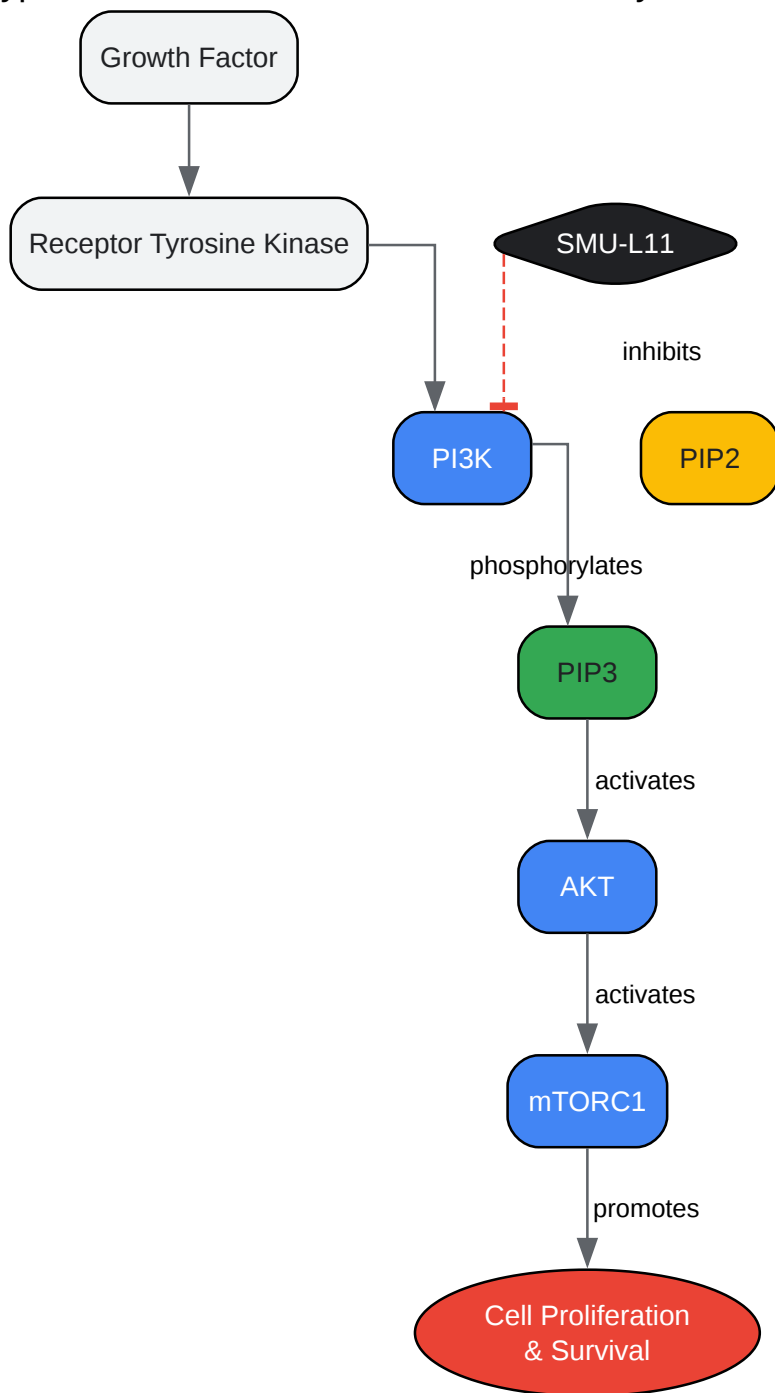 Growth Factor
Receptor Tyrosine Kinase
SMU-L11
inhibits
PI3K
PIP2
phosphorylates
PIP3
activates
AKT
activates
mTORC1
promotes
Cell Proliferation
& Survival